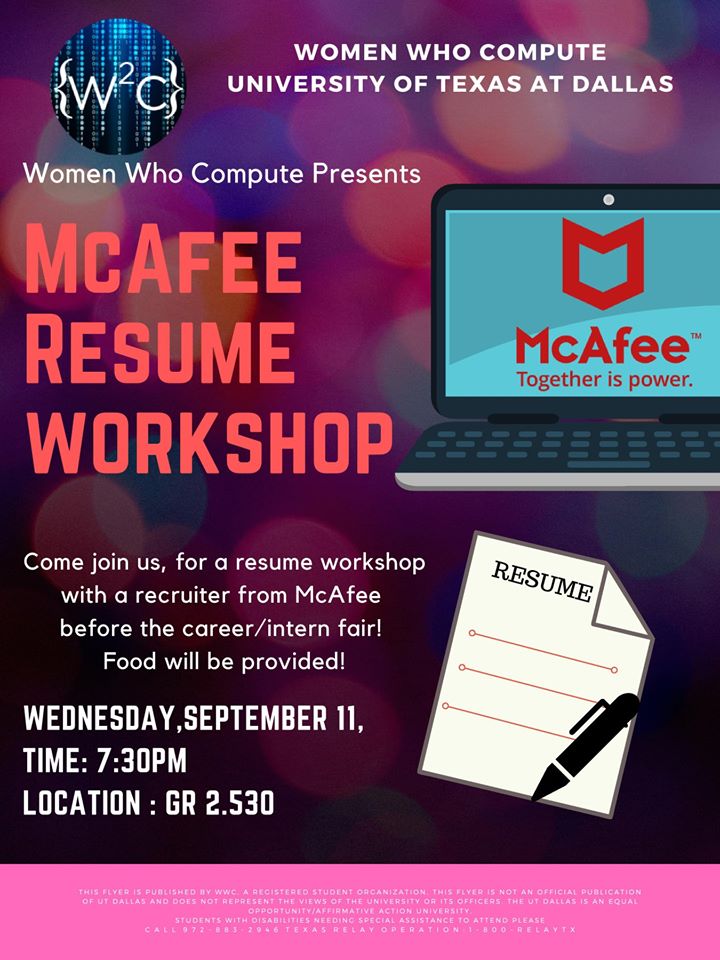 {W²C}
WOMEN WHO COMPUTE
UNIVERSITY OF TEXAS AT DALLAS
Women Who Compute Presents
McAfee
Resume
workshop
McAfee™
Together is power.
Come join us, for a resume workshop
with a recruiter from McAfee
before the career/intern fair!
Food will be provided!
RESUME
WEDNESDAY,SEPTEMBER 11,
TIME: 7:30PM
LOCATION : GR 2.530
THIS FLYER IS PUBLISHED BY WWC, A REGISTERED STUDENT ORGANIZATION. THIS FLYER IS NOT AN OFFICIAL PUBLICATION
OF UT DALLAS AND DOES NOT REPRESENT THE VIEWS OF THE UNIVERSITY OR ITS OFFICERS. THE UT DALLAS IS AN EQUAL
OPPORTUNITY/AFFIRMATIVE ACTION UNIVERSITY.
STUDENTS WITH DISABILITIES NEEDING SPECIAL ASSISTANCE TO ATTEND PLEASE
CALL 972-883-2946 TEXAS RELAY OPERATION:1-800-RELAYTX